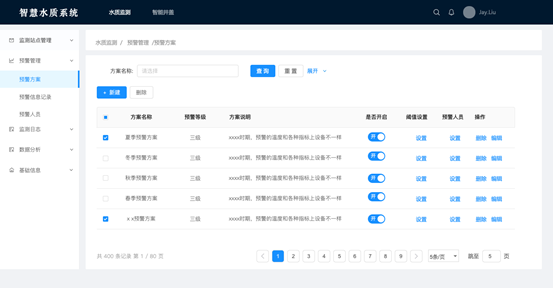 智慧水质系统 水质监测 智能井盖 Jay.Liu
监测站点管理
预警管理
预警方案
预警信息记录
预警人员
监测日志
数据分析
基础信息
水质监测 / 预警管理 /预警方案
方案名称: 请选择 查 询 重 置 展开
+ 新建 删除
方案名称 预警等级 方案说明 是否开启 阈值设置 预警人员 操作
夏季预警方案 三级 xxxx时期，预警的温度和各种指标上设备不一样 开 设置 设置 删除 编辑
冬季预警方案 三级 xxxx时期，预警的温度和各种指标上设备不一样 开 设置 设置 删除 编辑
秋季预警方案 三级 xxxx时期，预警的温度和各种指标上设备不一样 开 设置 设置 删除 编辑
春季预警方案 三级 xxxx时期，预警的温度和各种指标上设备不一样 开 设置 设置 删除 编辑
x x预警方案 三级 xxxx时期，预警的温度和各种指标上设备不一样 开 设置 设置 删除 编辑
共 400 条记录 第 1 / 80 页 1 2 3 4 5 6 7 8 9 5条/页 跳至 5 页